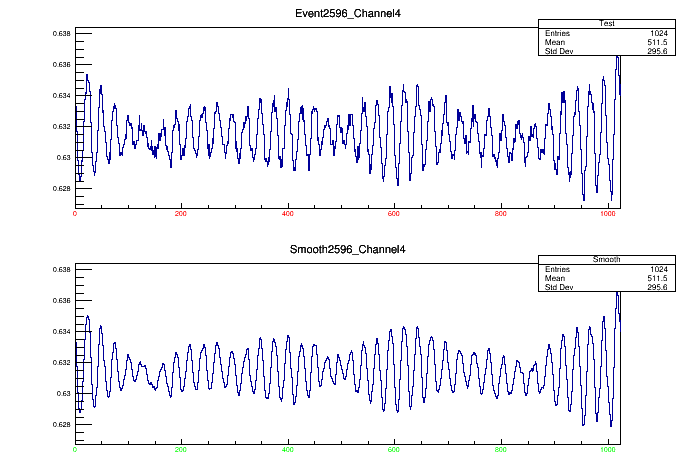 Event2596_Channel4
Test
Entries 1024
Mean 511.5
Std Dev 295.6
0.638
0.636
0.634
0.632
0.63
0.628
0 200 400 600 800 1000
Smooth2596_Channel4
Smooth
Entries 1024
Mean 511.5
Std Dev 295.6
0.638
0.636
0.634
0.632
0.63
0.628
0 200 400 600 800 1000